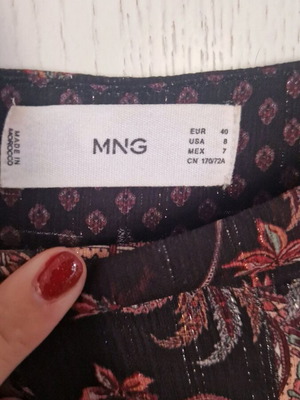 MADE IN
MOROCCO
MNG
EUR 40
USA 8
MEX 7
CN 170/72A